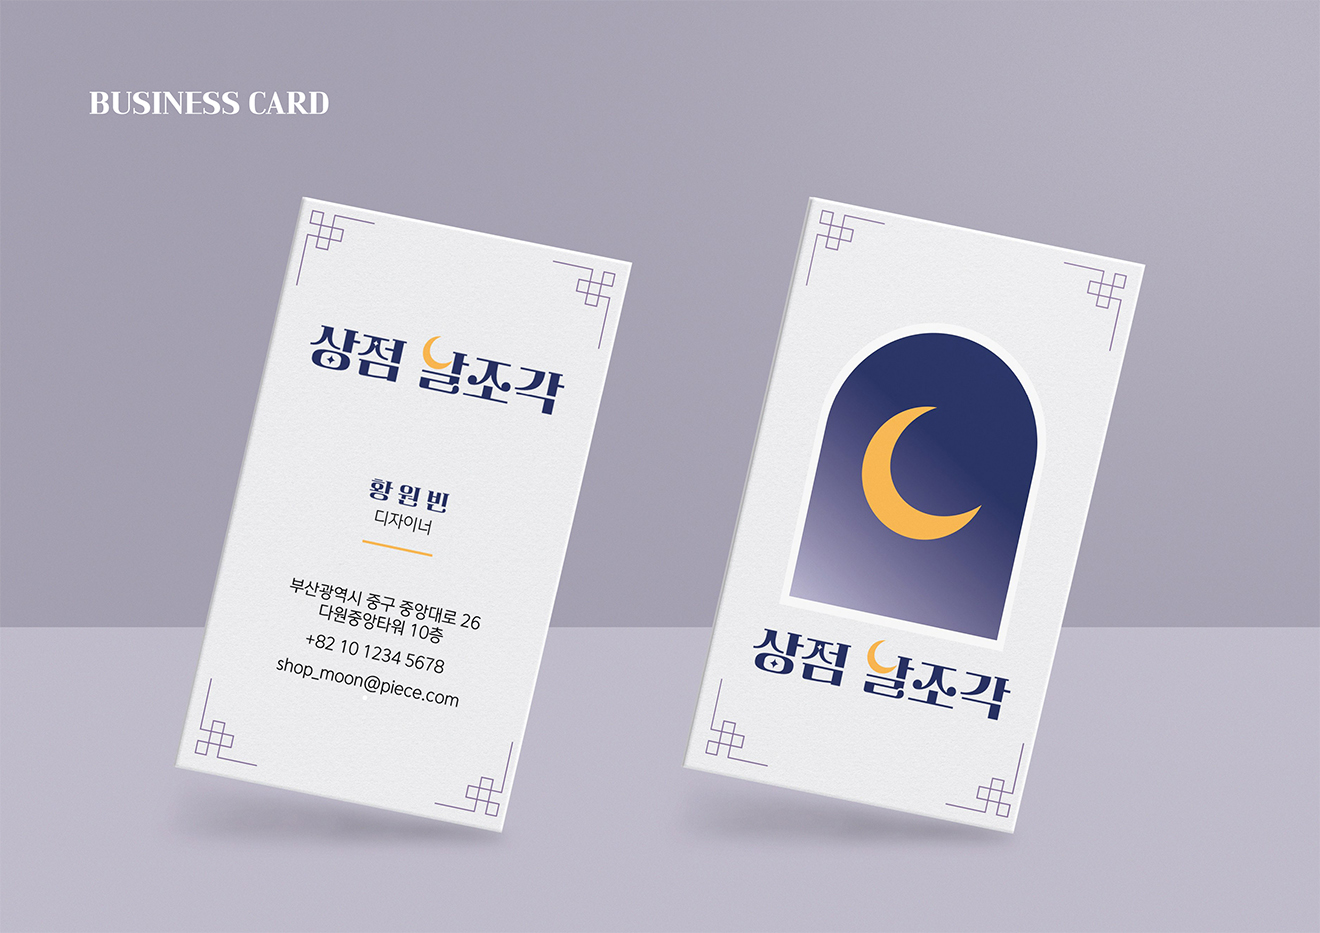 BUSINESS CARD
상점 달조각
황원빈
디자이너
부산광역시 중구 중앙대로 26
다원중앙타워 10층
+82 10 1234 5678
shop_moon@piece.com
상점 달조각